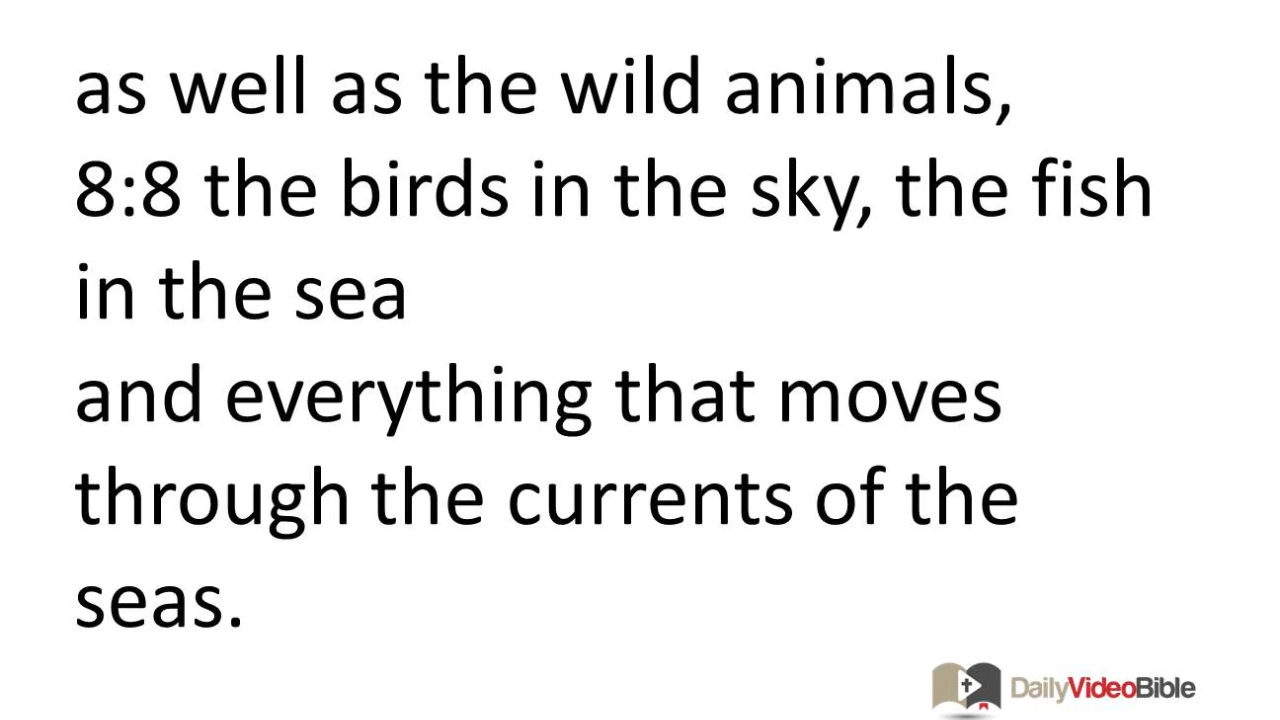 as well as the wild animals,
8:8 the birds in the sky, the fish
in the sea
and everything that moves
through the currents of the
seas.
DailyVideoBible